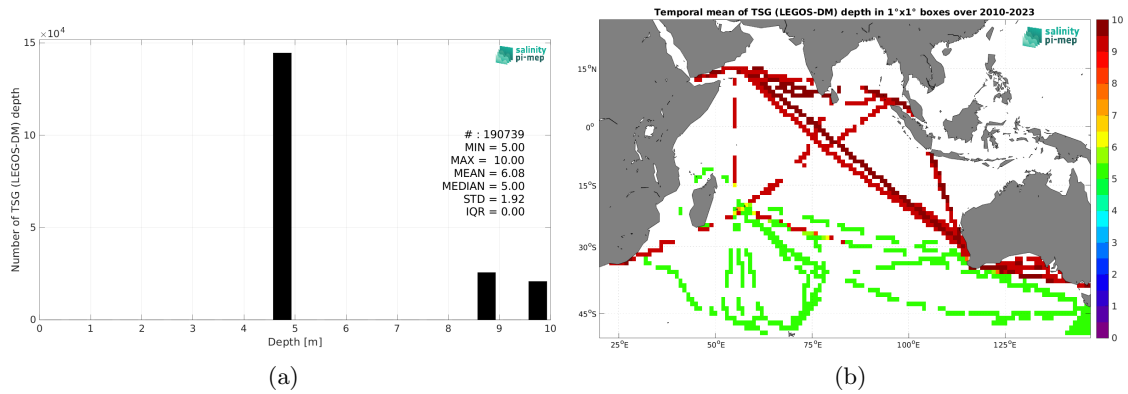 ×10⁴
15
10
5
0
Number of TSG (LEGOS-DM) depth
salinity
pi-mep
# : 190739
MIN = 5.00
MAX = 10.00
MEAN = 6.08
MEDIAN = 5.00
STD = 1.92
IQR = 0.00
0 1 2 3 4 5 6 7 8 9 10
Depth [m]
(a)
Temporal mean of TSG (LEGOS-DM) depth in 1°x1° boxes over 2010-2023
salinity
pi-mep
15°N
0°
15°S
30°S
45°S
25°E 50°E 75°E 100°E 125°E
10
9
8
7
6
5
4
3
2
1
0
(b)